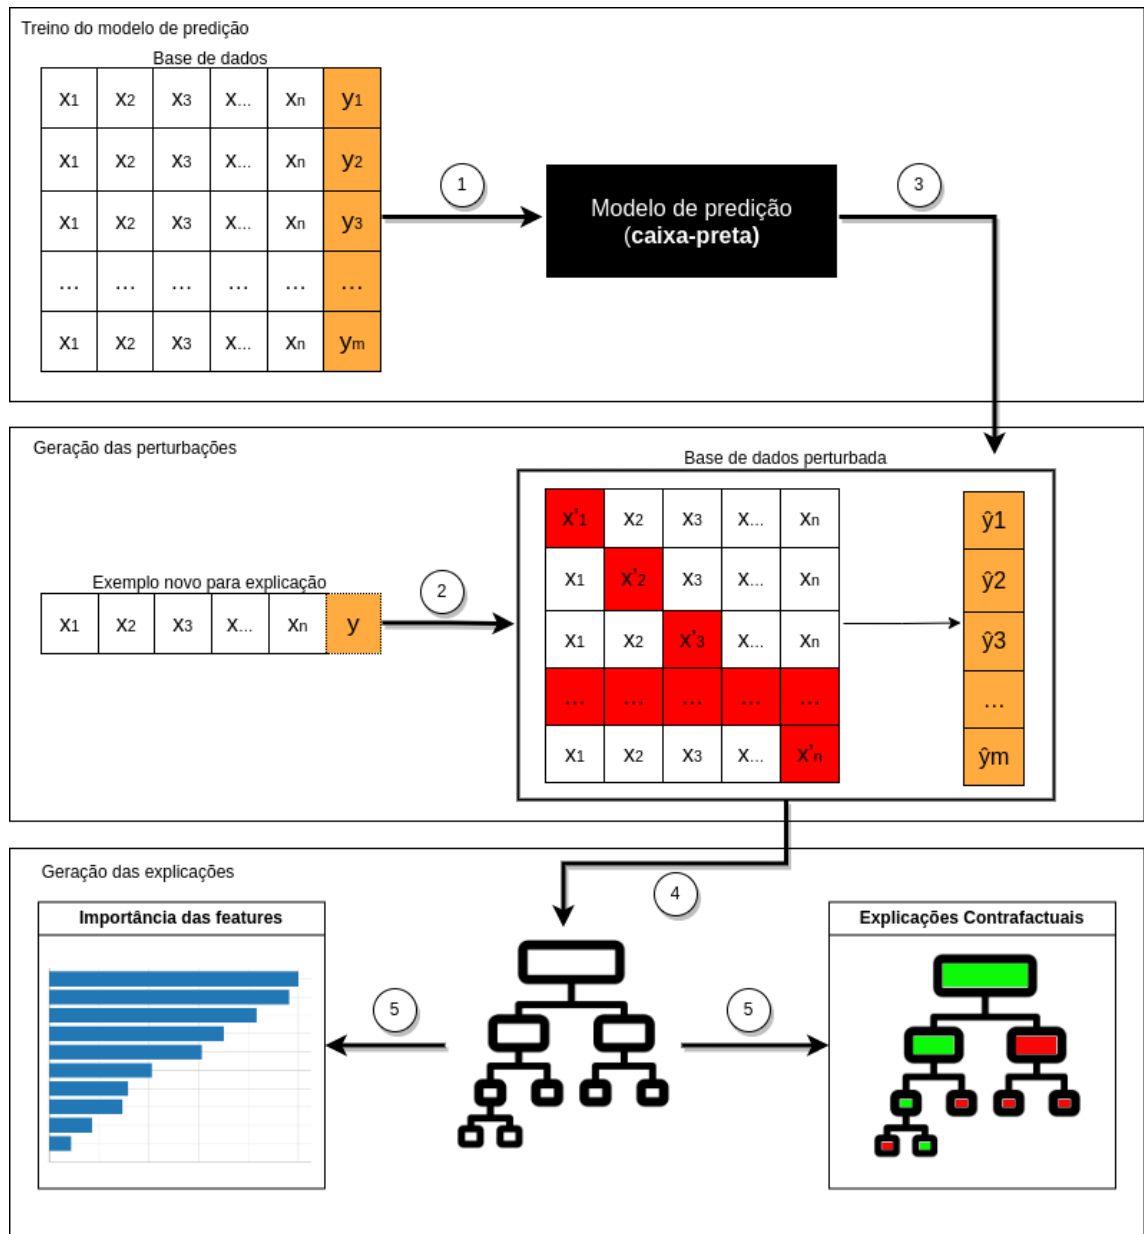 Treino do modelo de predição
Base de dados
x1 x2 x3 x... xn y1
x1 x2 x3 x... xn y2
x1 x2 x3 x... xn y3
... ... ... ... ... ...
x1 x2 x3 x... xn ym
1
Modelo de predição
(caixa-preta)
3
Geração das perturbações
Base de dados perturbada
x'1 x2 x3 x... xn ŷ1
x1 x'2 x3 x... xn ŷ2
x1 x2 x'3 x... xn ŷ3
... ... ... ... ... ...
x1 x2 x3 x... x'n ŷm
Exemplo novo para explicação
x1 x2 x3 x... xn y
2
Geração das explicações
4
Importância das features
5
5
Explicações Contrafactuais